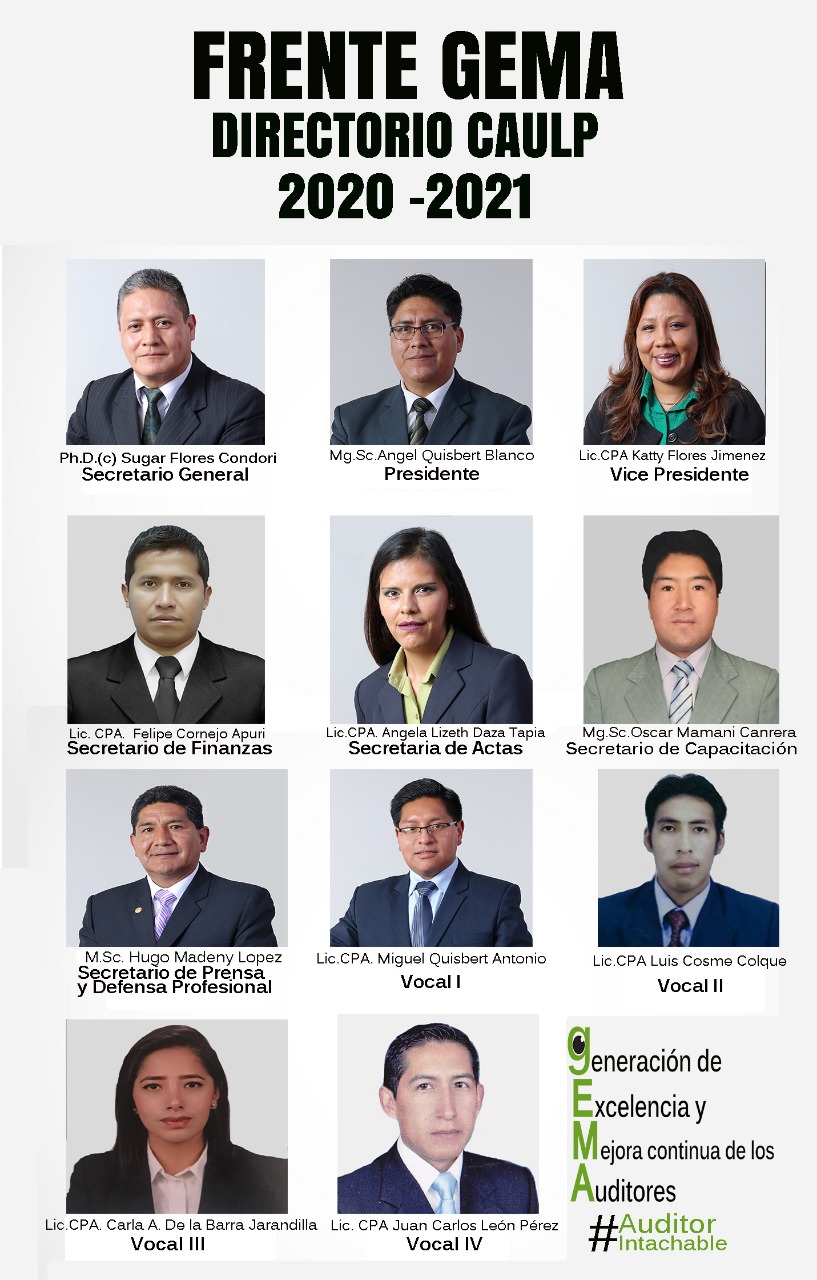 FRENTE GEMA
DIRECTORIO CAULP
2020 -2021
Ph.D.(c) Sugar Flores Condori
Secretario General
Mg.Sc.Angel Quisbert Blanco
Presidente
Lic.CPA Katty Flores Jimenez
Vice Presidente
Lic. CPA. Felipe Cornejo Apuri
Secretario de Finanzas
Lic.CPA. Angela Lizeth Daza Tapia
Secretaria de Actas
Mg.Sc.Oscar Mamani Canrera
Secretario de Capacitación
M.Sc. Hugo Madeny Lopez
Secretario de Prensa
y Defensa Profesional
Lic.CPA. Miguel Quisbert Antonio
Vocal I
Lic.CPA Luis Cosme Colque
Vocal II
Lic.CPA. Carla A. De la Barra Jarandilla
Vocal III
Lic. CPA Juan Carlos León Pérez
Vocal IV
generación de
Excelencia y
Mejora continua de los
Auditores
#Auditor
Intachable